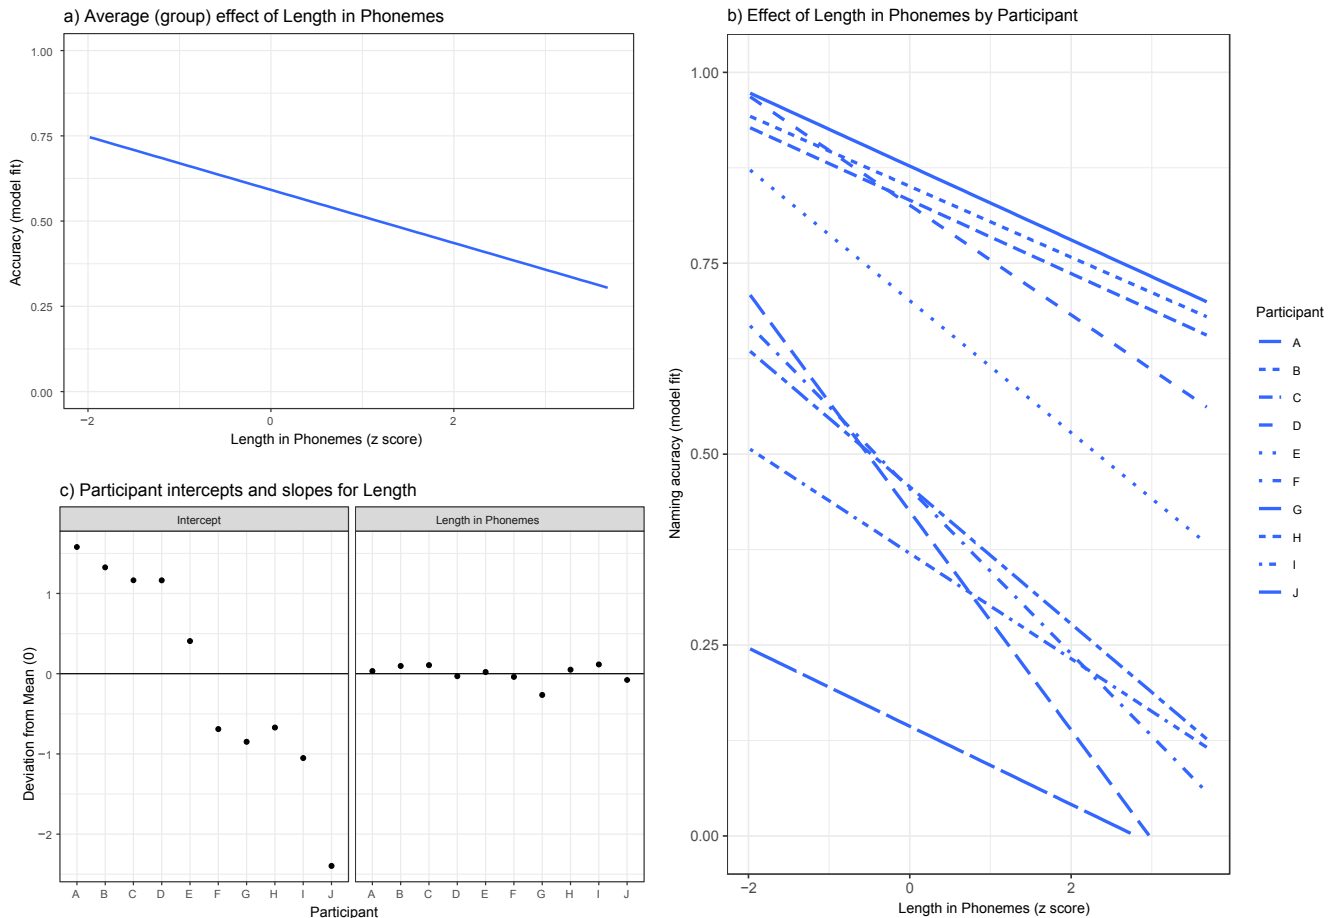 a) Average (group) effect of Length in Phonemes
1.00
0.75
0.50
0.25
0.00
Accuracy (model fit)
−2 0 2
Length in Phonemes (z score)
c) Participant intercepts and slopes for Length
Intercept Length in Phonemes
1
0
−1
−2
Deviation from Mean (0)
A B C D E F G H I J A B C D E F G H I J
Participant
b) Effect of Length in Phonemes by Participant
1.00
0.75
0.50
0.25
0.00
Naming accuracy (model fit)
−2 0 2
Length in Phonemes (z score)
Participant
A
B
C
D
E
F
G
H
I
J